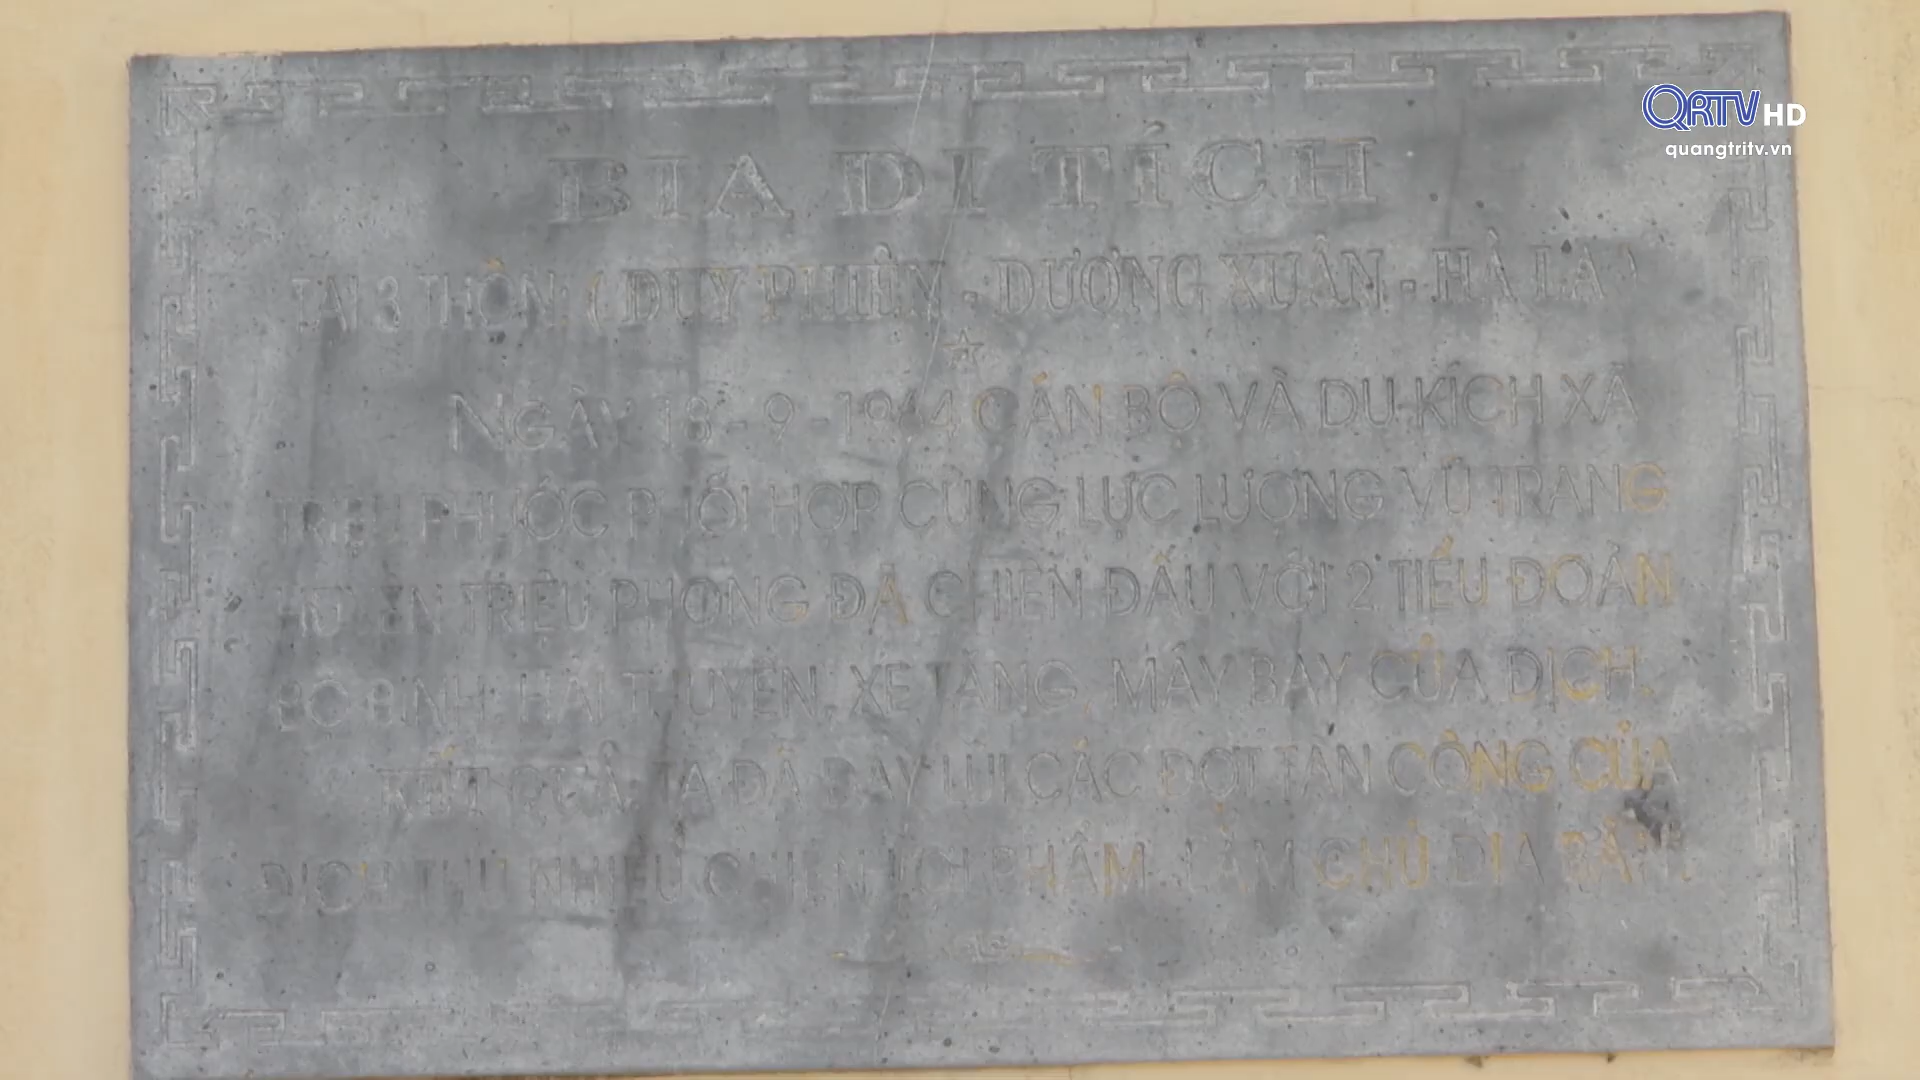 QRTV HD
quangtritv.vn
BIA DI TÍCH
TẠI 3 THÔN: ( DUY PHIÊN - DƯƠNG XUÂN - HÀ LA )
NGÀY 18 - 9 - 1964 CÁN BỘ VÀ DU KÍCH XÃ
TRIỆU PHƯỚC PHỐI HỢP CÙNG LỰC LƯỢNG VŨ TRANG
HUYỆN TRIỆU PHONG ĐÃ CHIẾN ĐẤU VỚI 2 TIỂU ĐOÀN
BỘ BINH, HẢI THUYỀN, XE TĂNG, MÁY BAY CỦA ĐỊCH.
KẾT QUẢ TA ĐÃ ĐẨY LÙI CÁC ĐỢT TẤN CÔNG CỦA
ĐỊCH THU NHIỀU CHIẾN LỢI PHẨM. LÀM CHỦ ĐỊA BÀN.